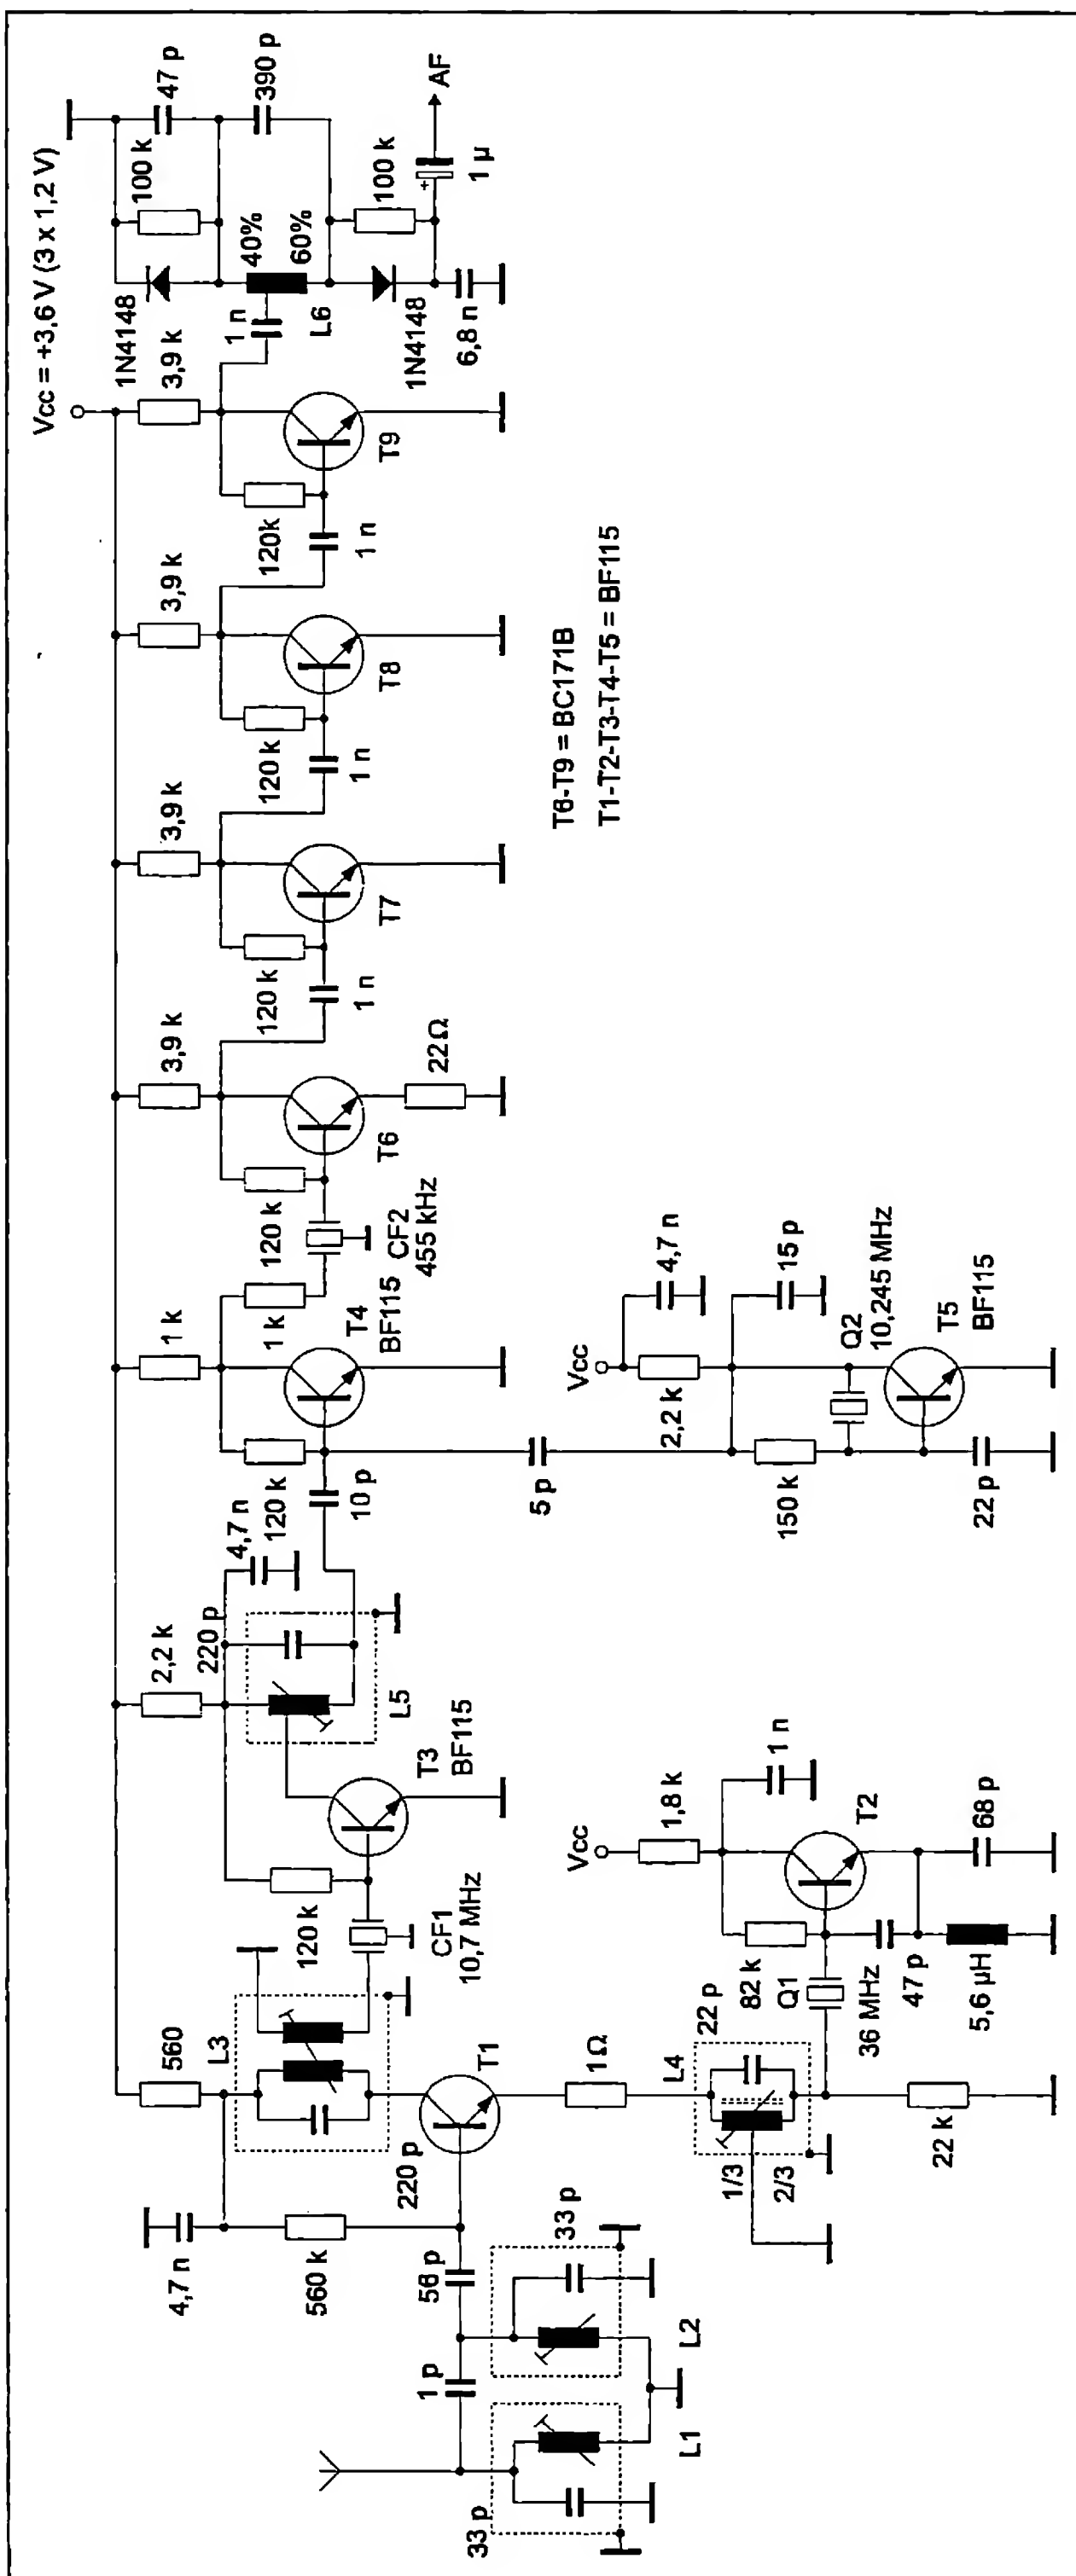 Vcc = +3,6 V (3 x 1,2 V)
560
2,2 k
1 k
3,9 k
3,9 k
3,9 k
3,9 k
1N4148
100 k
47 p
4,7 n
560 k
L3
220 p
120 k
CF1
10,7 MHz
T1
220 p
4,7 n
L5
T3
BF115
120 k
10 p
1 k
T4
BF115
CF2
455 kHz
120 k
T6
22 Ω
1 n
120 k
T7
1 n
120 k
T8
1 n
120k
T9
1 n
L6
40%
60%
390 p
1N4148
100 k
6,8 n
1 µ
+
AF
1 p
56 p
33 p
L1
33 p
L2
1 Ω
L4
22 p
1/3
2/3
22 k
Q1
36 MHz
82 k
47 p
5,6 µH
Vcc
1,8 k
1 n
T2
68 p
5 p
Vcc
2,2 k
4,7 n
15 p
150 k
22 p
Q2
10,245 MHz
T5
BF115
T6-T9 = BC171B
T1-T2-T3-T4-T5 = BF115